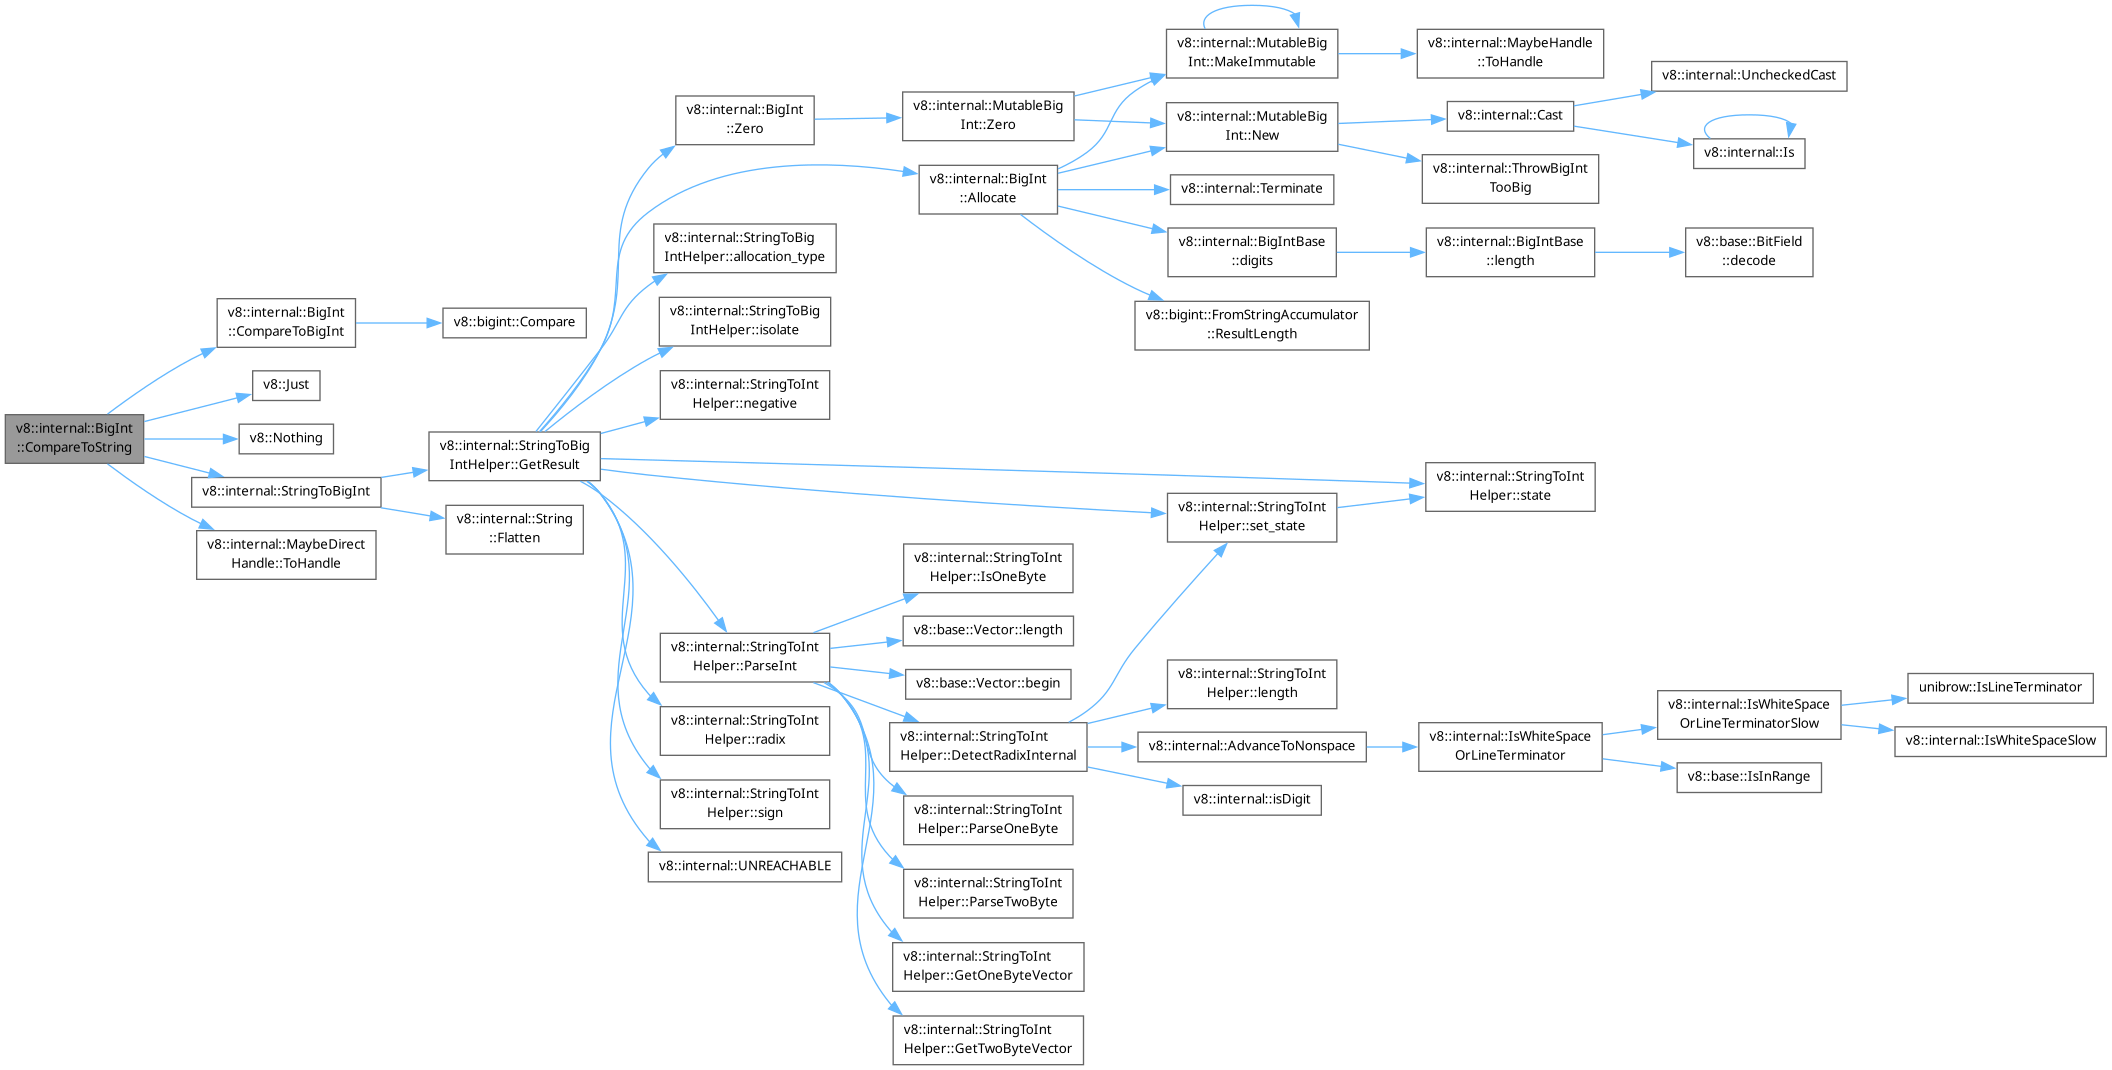 v8::internal::BigInt
::CompareToString
v8::internal::BigInt
::CompareToBigInt
v8::bigint::Compare
v8::Just
v8::Nothing
v8::internal::StringToBigInt
v8::internal::MaybeDirect
Handle::ToHandle
v8::internal::StringToBig
IntHelper::GetResult
v8::internal::String
::Flatten
v8::internal::BigInt
::Zero
v8::internal::StringToBig
IntHelper::allocation_type
v8::internal::StringToBig
IntHelper::isolate
v8::internal::StringToInt
Helper::negative
v8::internal::StringToInt
Helper::ParseInt
v8::internal::StringToInt
Helper::radix
v8::internal::StringToInt
Helper::sign
v8::internal::UNREACHABLE
v8::internal::MutableBig
Int::Zero
v8::internal::BigInt
::Allocate
v8::internal::StringToInt
Helper::IsOneByte
v8::base::Vector::length
v8::base::Vector::begin
v8::internal::StringToInt
Helper::DetectRadixInternal
v8::internal::StringToInt
Helper::ParseOneByte
v8::internal::StringToInt
Helper::ParseTwoByte
v8::internal::StringToInt
Helper::GetOneByteVector
v8::internal::StringToInt
Helper::GetTwoByteVector
v8::internal::MutableBig
Int::MakeImmutable
v8::internal::MutableBig
Int::New
v8::internal::Terminate
v8::internal::BigIntBase
::digits
v8::bigint::FromStringAccumulator
::ResultLength
v8::internal::StringToInt
Helper::set_state
v8::internal::StringToInt
Helper::length
v8::internal::AdvanceToNonspace
v8::internal::isDigit
v8::internal::MaybeHandle
::ToHandle
v8::internal::Cast
v8::internal::ThrowBigInt
TooBig
v8::internal::BigIntBase
::length
v8::internal::StringToInt
Helper::state
v8::internal::IsWhiteSpace
OrLineTerminator
v8::internal::UncheckedCast
v8::internal::Is
v8::base::BitField
::decode
v8::internal::IsWhiteSpace
OrLineTerminatorSlow
v8::base::IsInRange
unibrow::IsLineTerminator
v8::internal::IsWhiteSpaceSlow